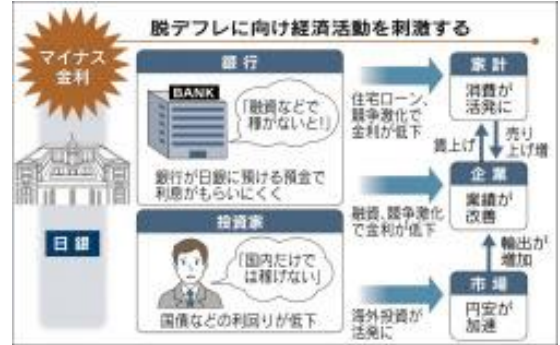 脱デフレに向け経済活動を刺激する
マイナス
金利
日銀
銀行
BANK
「融資などで
稼がないと!」
銀行が日銀に預ける預金で
利息がもらいにくく
投資家
「国内だけで
は稼げない」
国債などの利回りが低下
住宅ローン、
競争激化で
金利が低下
融資、競争激化
で金利が低下
海外投資が
活発に
家計
消費が
活発に
賃上げ
売り
上げ増
企業
業績が
改善
輸出が
増加
市場
円安が
加速